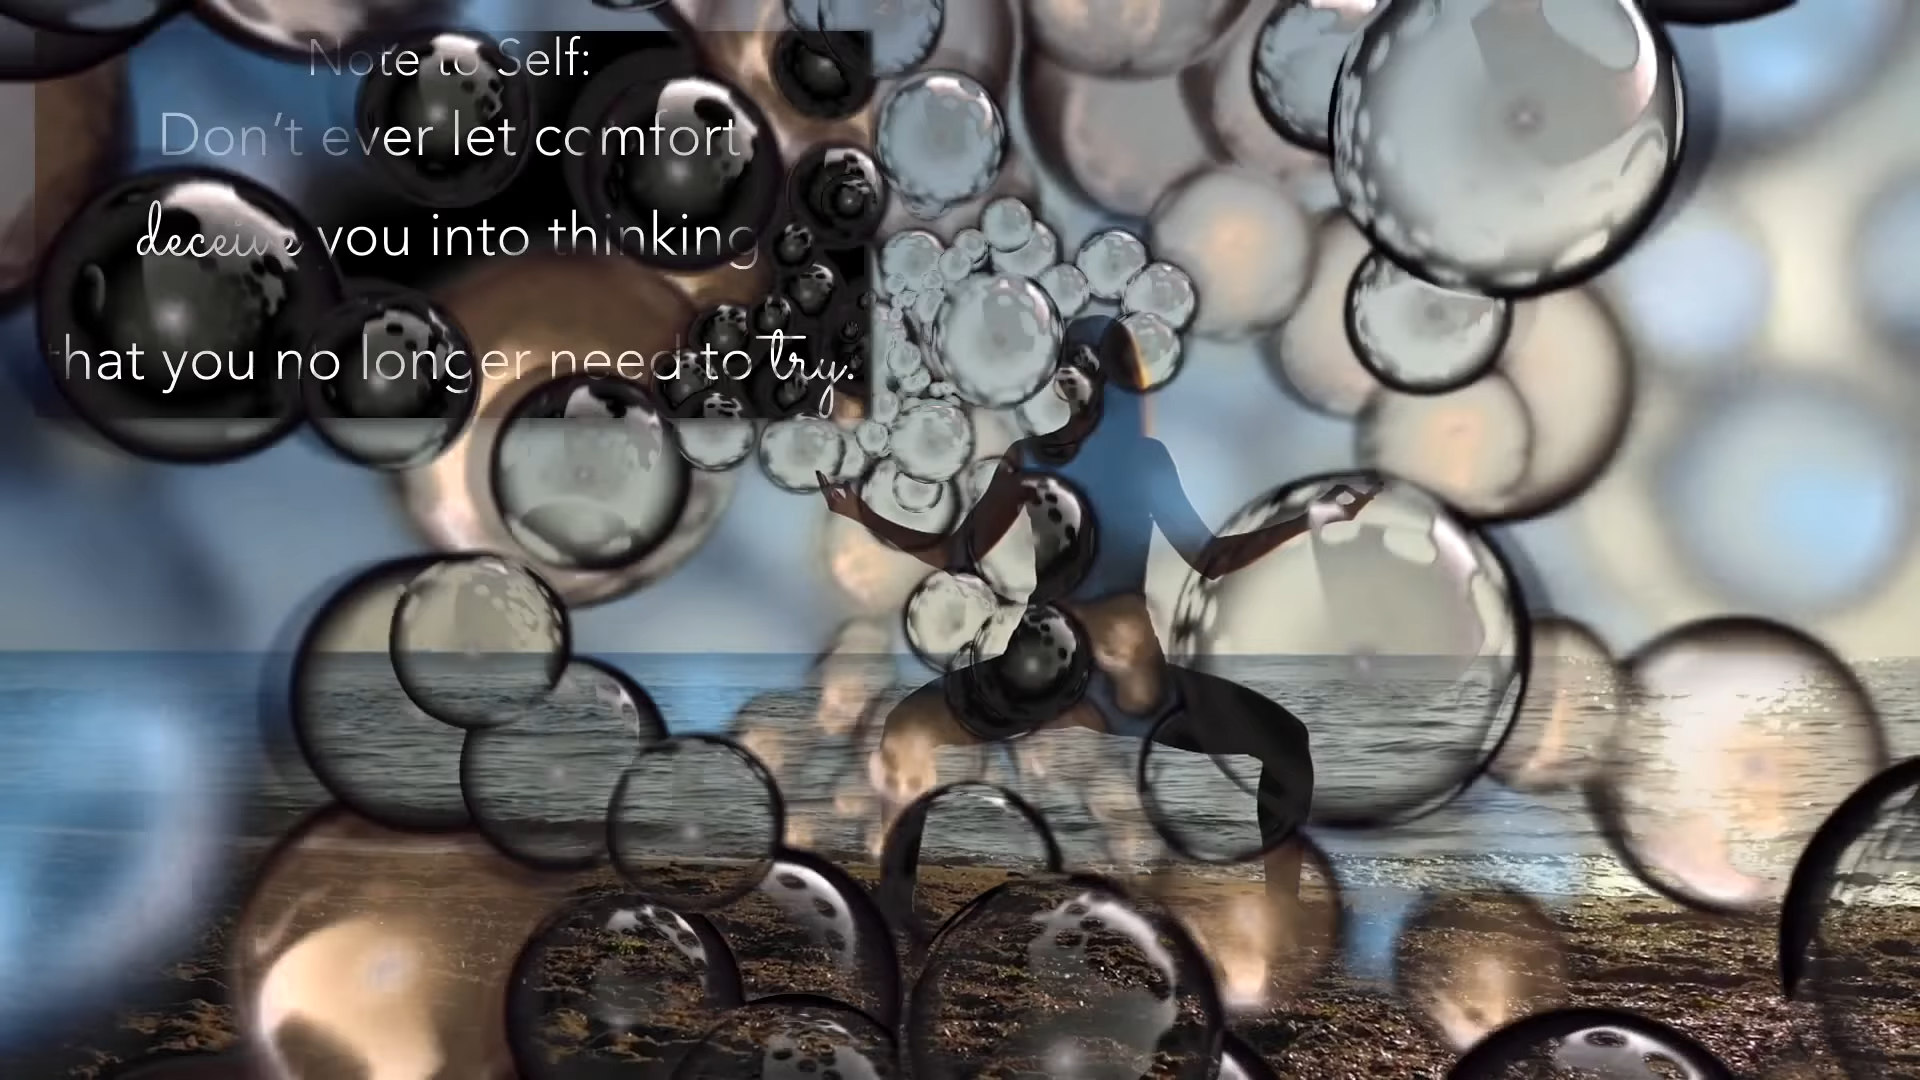 Note to Self:
Don't ever let comfort
deceive you into thinking
that you no longer need to try.